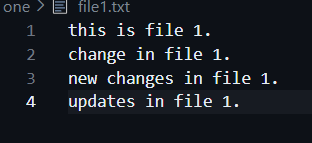 one > file1.txt
1 this is file 1.
2 change in file 1.
3 new changes in file 1.
4 updates in file 1.